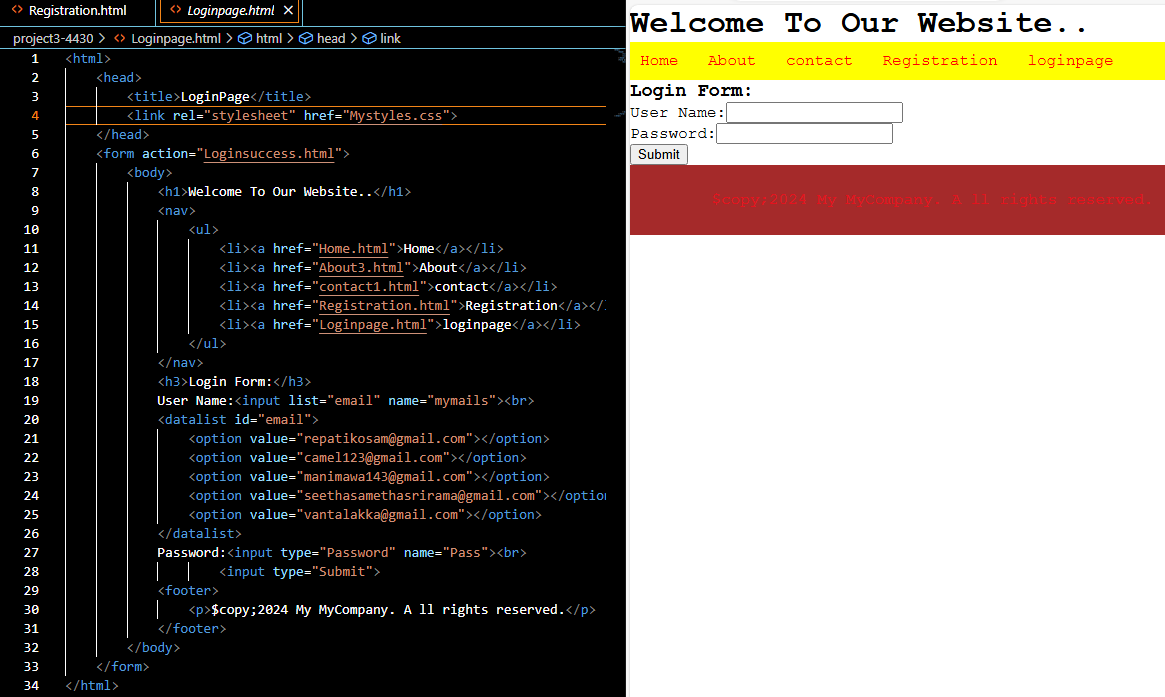 Registration.html Loginpage.html
project3-4430 > Loginpage.html > html > head > link
1 <html>
2 <head>
3 <title>LoginPage</title>
4 <link rel="stylesheet" href="Mystyles.css">
5 </head>
6 <form action="Loginsuccess.html">
7 <body>
8 <h1>Welcome To Our Website..</h1>
9 <nav>
10 <ul>
11 <li><a href="Home.html">Home</a></li>
12 <li><a href="About3.html">About</a></li>
13 <li><a href="contact1.html">contact</a></li>
14 <li><a href="Registration.html">Registration</a></l
15 <li><a href="Loginpage.html">loginpage</a></li>
16 </ul>
17 </nav>
18 <h3>Login Form:</h3>
19 User Name:<input list="email" name="mymails"><br>
20 <datalist id="email">
21 <option value="repatikosam@gmail.com"></option>
22 <option value="camel123@gmail.com"></option>
23 <option value="manimawa143@gmail.com"></option>
24 <option value="seethasamethasrirama@gmail.com"></option
25 <option value="vantalakka@gmail.com"></option>
26 </datalist>
27 Password:<input type="Password" name="Pass"><br>
28 <input type="Submit">
29 <footer>
30 <p>$copy;2024 My MyCompany. A ll rights reserved.</p>
31 </footer>
32 </body>
33 </form>
34 </html>
Welcome To Our Website..
Home About contact Registration loginpage
Login Form:
User Name:
Password:
Submit
$copy;2024 My MyCompany. A ll rights reserved.